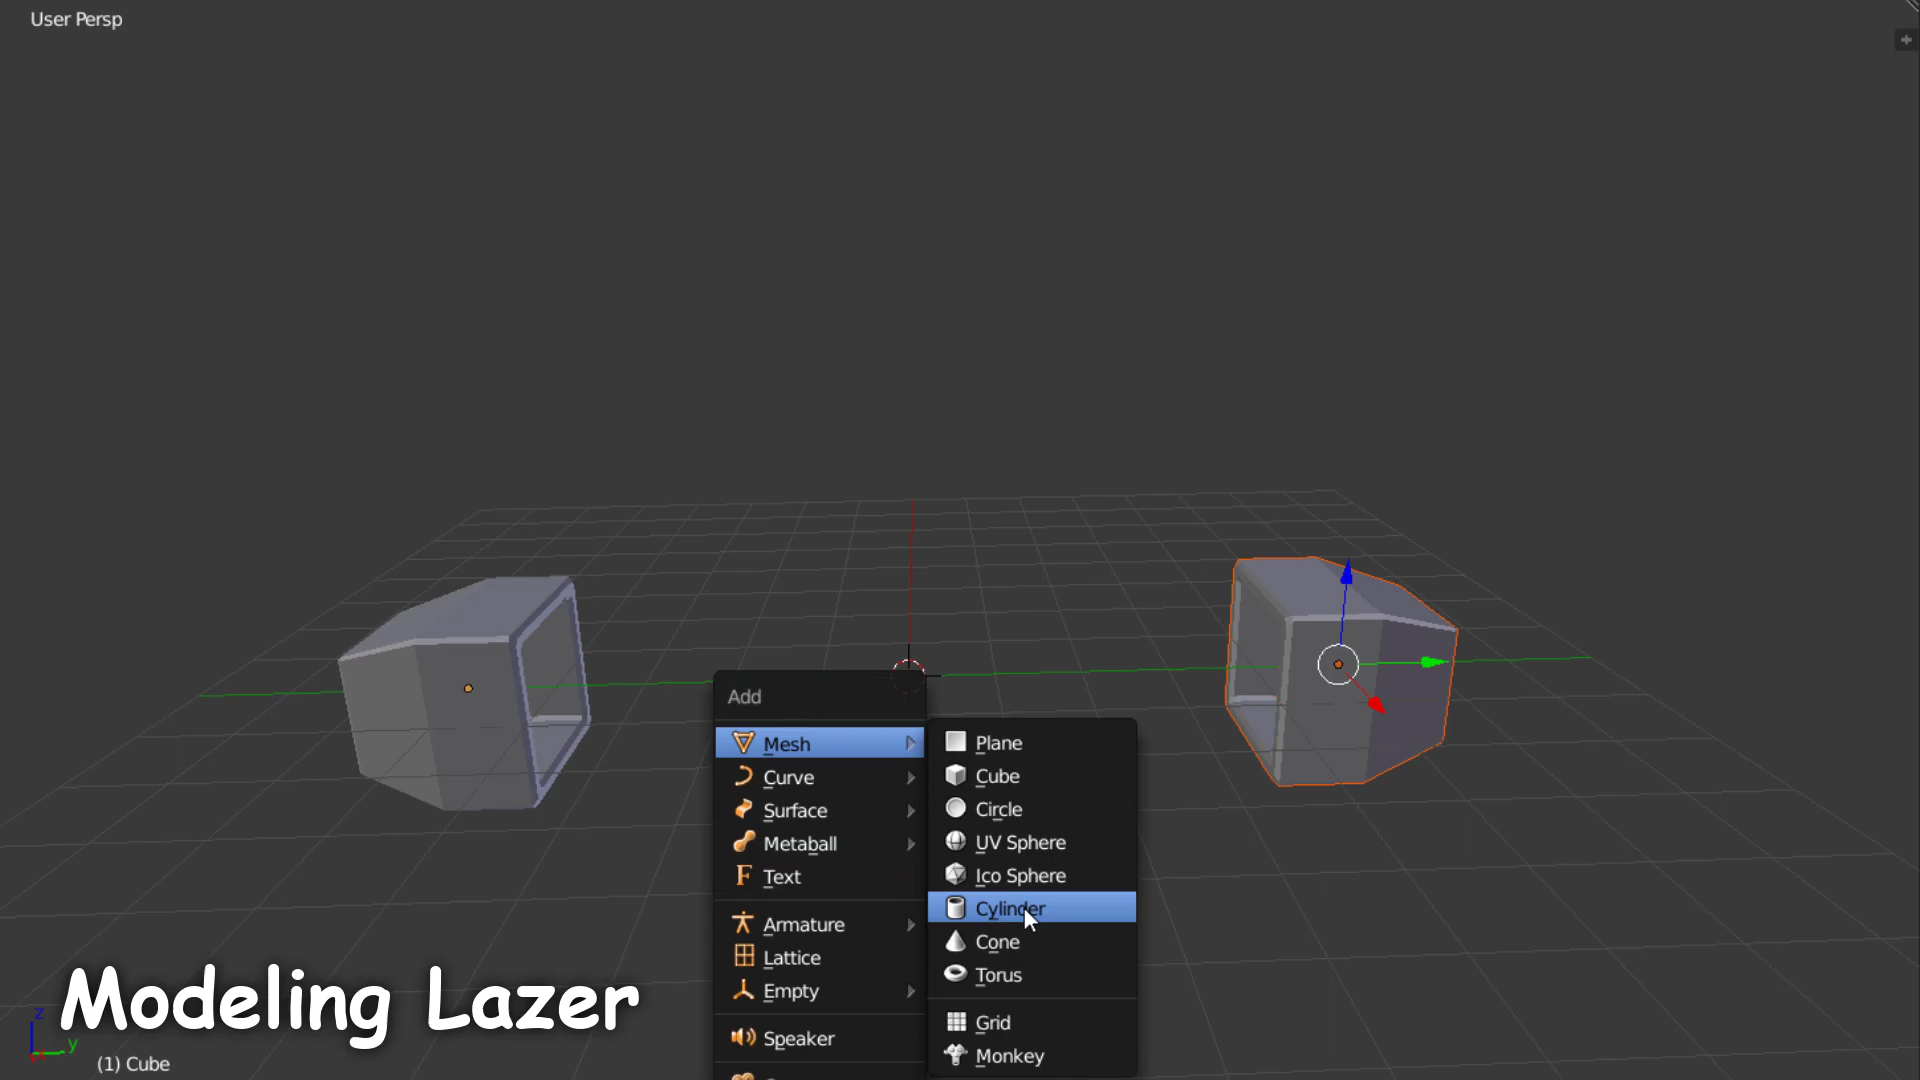 User Persp
Add
Mesh
Curve
Surface
Metaball
Text
Armature
Lattice
Empty
Speaker
Plane
Cube
Circle
UV Sphere
Ico Sphere
Cylinder
Cone
Torus
Grid
Monkey
Modeling Lazer
z
y
(1) Cube